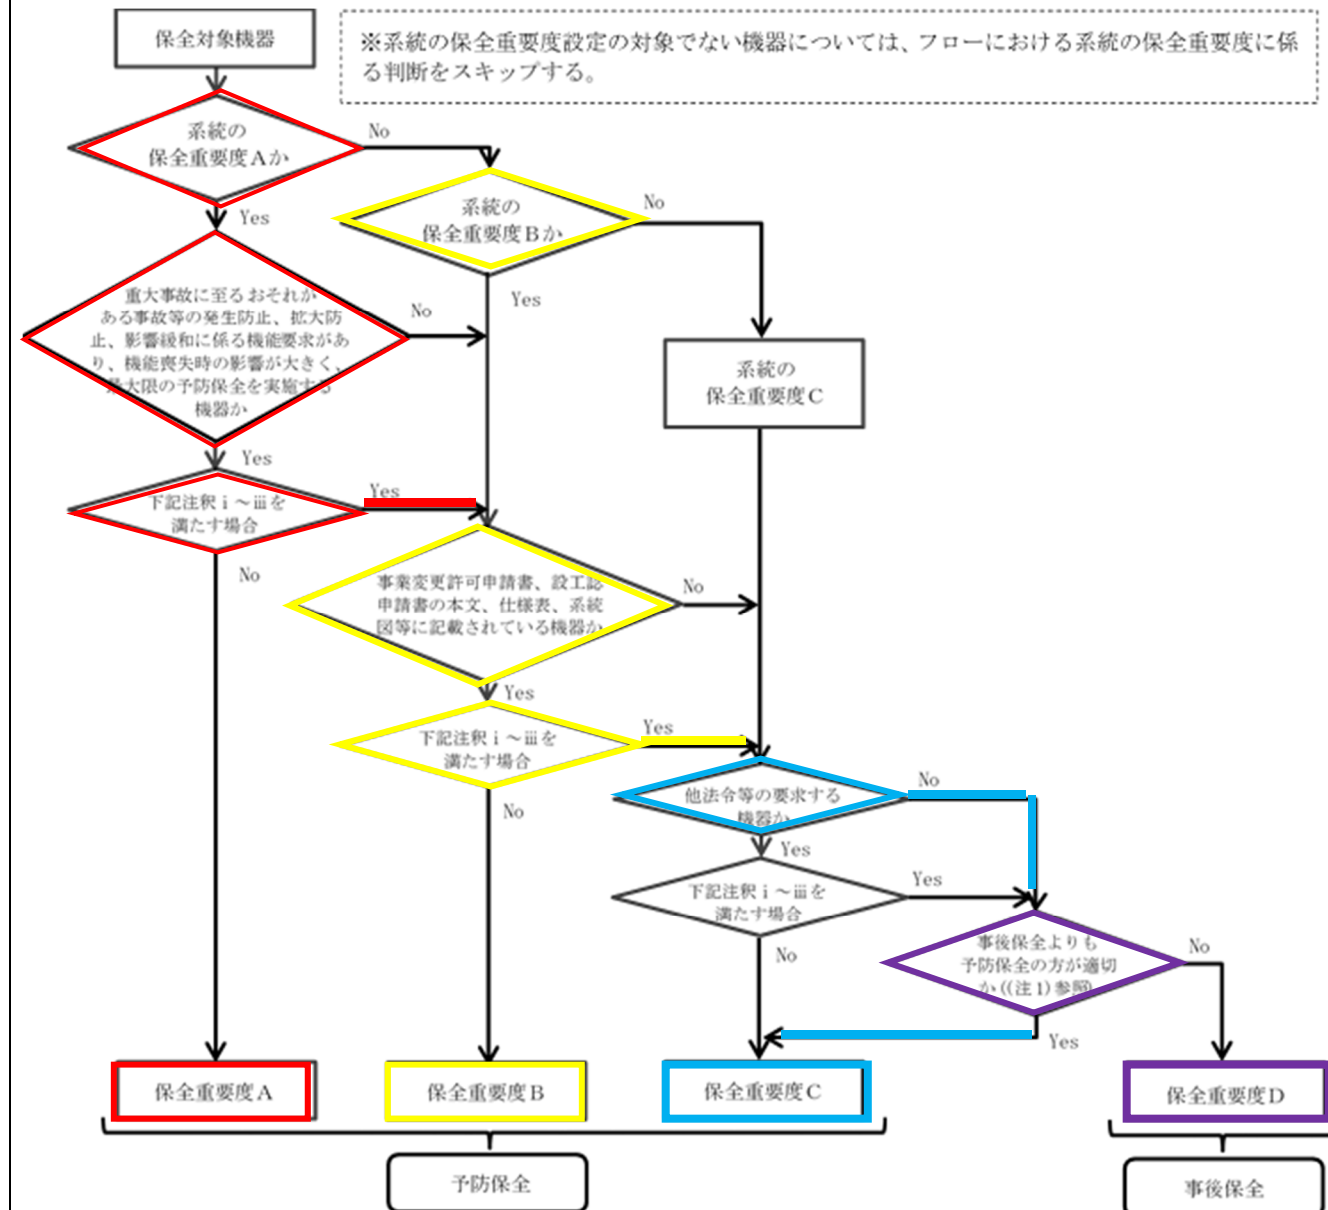 保全対象機器
※系統の保全重要度設定の対象でない機器については、フローにおける系統の保全重要度に係
る判断をスキップする。
系統の
保全重要度Aか
No
Yes
系統の
保全重要度Bか
No
Yes
重大事故に至るおそれが
ある事故等の発生防止、拡大防
止、影響緩和に係る機能要求があ
り、機能喪失時の影響が大きく、
最大限の予防保全を実施する
機器か
No
Yes
系統の
保全重要度C
下記注釈ⅰ～ⅲを
満たす場合
Yes
No
事業変更許可申請書、設工認
申請書の本文、仕様表、系統
図等に記載されている機器か
No
Yes
下記注釈ⅰ～ⅲを
満たす場合
Yes
No
他法令等の要求する
機器か
No
Yes
下記注釈ⅰ～ⅲを
満たす場合
Yes
No
事後保全よりも
予防保全の方が適切
か((注1)参照)
No
Yes
保全重要度A
保全重要度B
保全重要度C
保全重要度D
予防保全
事後保全